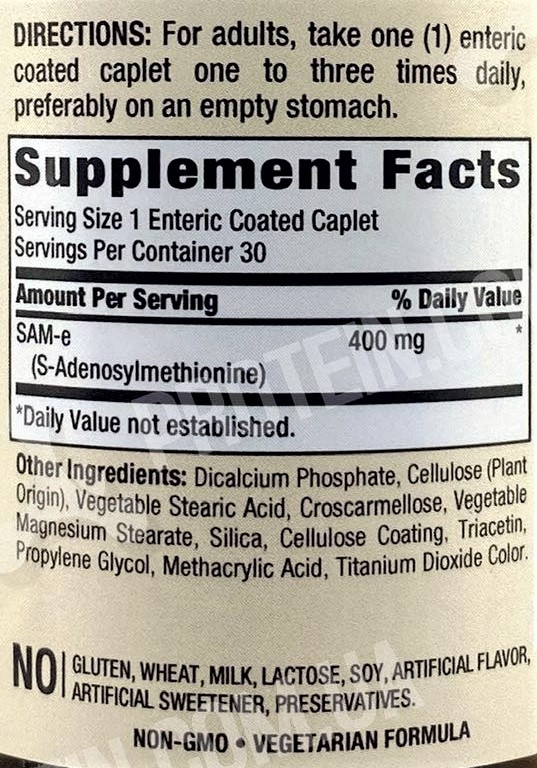 DIRECTIONS: For adults, take one (1) enteric
coated caplet one to three times daily,
preferably on an empty stomach.
Supplement Facts
Serving Size 1 Enteric Coated Caplet
Servings Per Container 30
Amount Per Serving % Daily Value
SAM-e 400 mg *
(S-Adenosylmethionine)
*Daily Value not established.
Other Ingredients: Dicalcium Phosphate, Cellulose (Plant
Origin), Vegetable Stearic Acid, Croscarmellose, Vegetable
Magnesium Stearate, Silica, Cellulose Coating, Triacetin,
Propylene Glycol, Methacrylic Acid, Titanium Dioxide Color.
NO GLUTEN, WHEAT, MILK, LACTOSE, SOY, ARTIFICIAL FLAVOR,
ARTIFICIAL SWEETENER, PRESERVATIVES.
NON-GMO • VEGETARIAN FORMULA